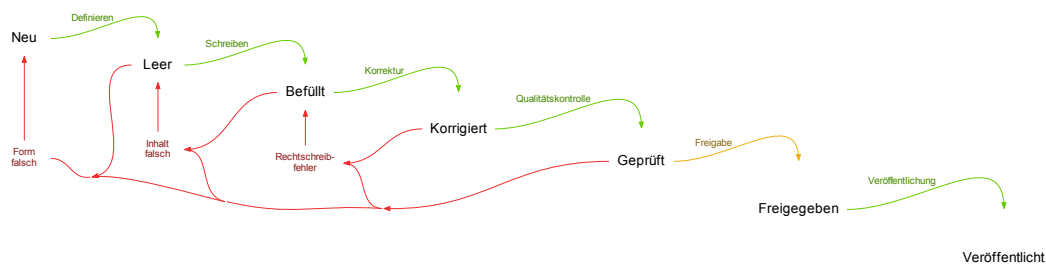 Definieren
Neu
Schreiben
Leer
Korrektur
Befüllt
Qualitätskontrolle
Korrigiert
Form
falsch
Inhalt
falsch
Rechtschreib-
fehler
Geprüft
Freigabe
Veröffentlichung
Freigegeben
Veröffentlicht